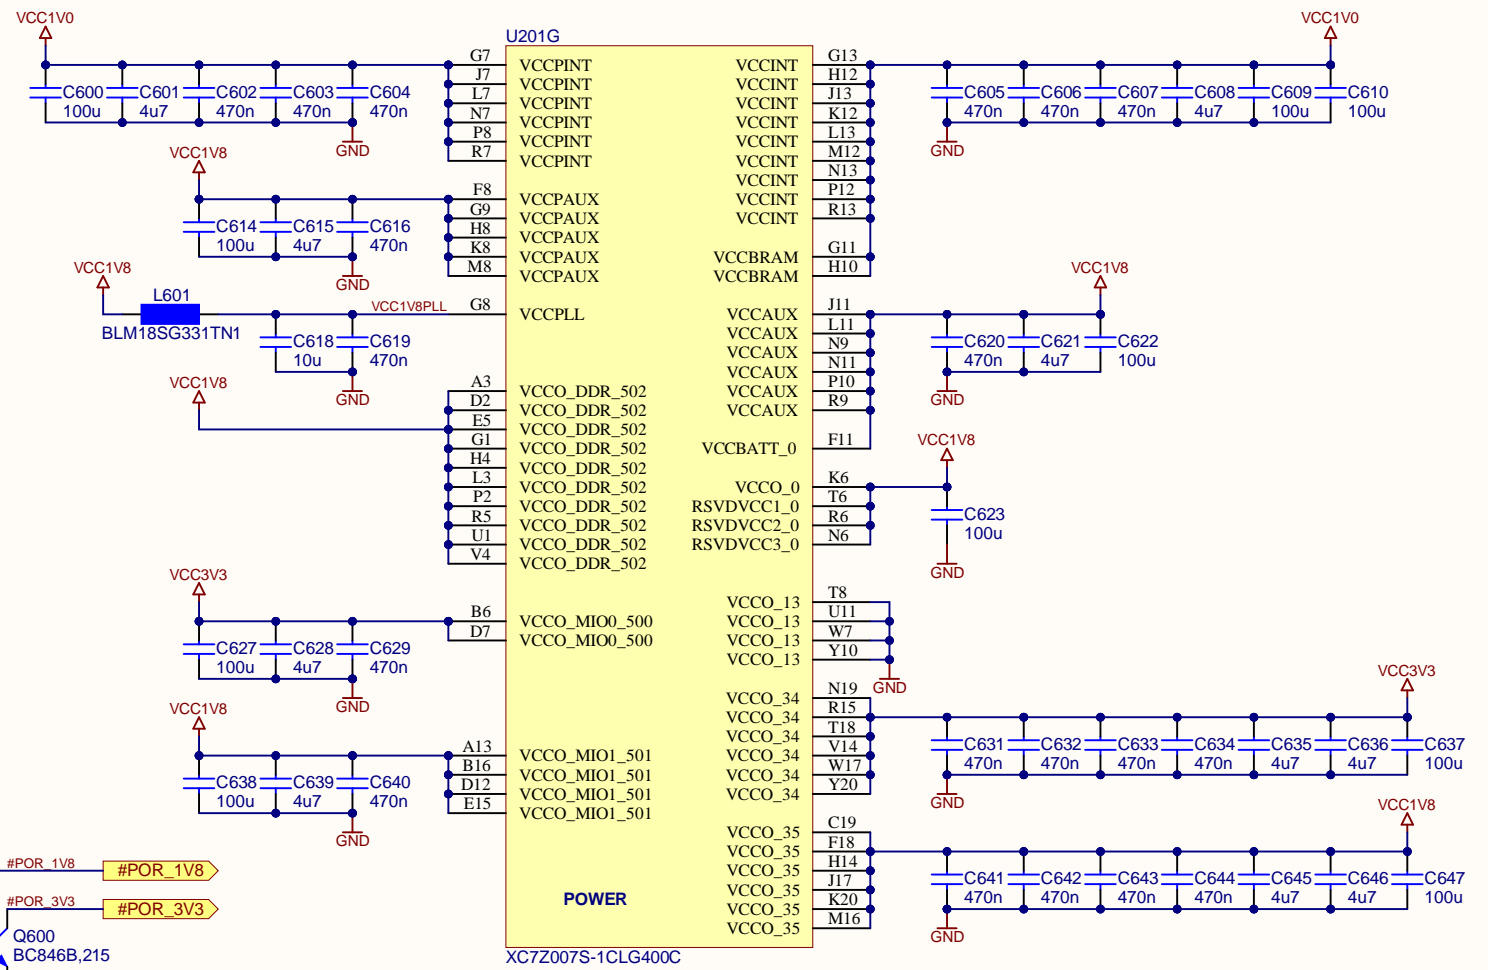 VCC1V0
VCC1V0
U201G
G7 VCCPINT VCCINT G13
J7 VCCPINT VCCINT H12
L7 VCCPINT VCCINT J13
N7 VCCPINT VCCINT K12
P8 VCCPINT VCCINT L13
R7 VCCPINT VCCINT M12
VCCINT N13
VCCINT P12
VCCINT R13
C600 C601 C602 C603 C604
100u 4u7 470n 470n 470n
GND
C605 C606 C607 C608 C609 C610
470n 470n 470n 4u7 100u 100u
GND
VCC1V8
F8 VCCPAUX
G9 VCCPAUX
H8 VCCPAUX
K8 VCCPAUX VCCBRAM G11
M8 VCCPAUX VCCBRAM H10
C614 C615 C616
100u 4u7 470n
GND
VCC1V8
L601
BLM18SG331TN1
VCC1V8PLL
G8 VCCPLL
C618 C619
10u 470n
GND
VCC1V8
VCCAUX J11
VCCAUX L11
VCCAUX N9
VCCAUX N11
VCCAUX P10
VCCAUX R9
VCCBATT_0 F11
C620 C621 C622
470n 4u7 100u
GND
VCC1V8
A3 VCCO_DDR_502
D2 VCCO_DDR_502
E5 VCCO_DDR_502
G1 VCCO_DDR_502
H4 VCCO_DDR_502
L3 VCCO_DDR_502
P2 VCCO_DDR_502
R5 VCCO_DDR_502
U1 VCCO_DDR_502
V4 VCCO_DDR_502
VCC1V8
VCCO_0 K6
RSVDVCC1_0 T6
RSVDVCC2_0 R6
RSVDVCC3_0 N6
C623
100u
GND
VCC3V3
B6 VCCO_MIO0_500
D7 VCCO_MIO0_500
C627 C628 C629
100u 4u7 470n
GND
VCCO_13 T8
VCCO_13 U11
VCCO_13 W7
VCCO_13 Y10
GND
VCC3V3
VCCO_34 N19
VCCO_34 R15
VCCO_34 T18
VCCO_34 V14
VCCO_34 W17
VCCO_34 Y20
C631 C632 C633 C634 C635 C636 C637
470n 470n 470n 470n 4u7 4u7 100u
GND
VCC1V8
A13 VCCO_MIO1_501
B16 VCCO_MIO1_501
D12 VCCO_MIO1_501
E15 VCCO_MIO1_501
C638 C639 C640
100u 4u7 470n
GND
VCC1V8
VCCO_35 C19
VCCO_35 F18
VCCO_35 H14
VCCO_35 J17
VCCO_35 K20
VCCO_35 M16
C641 C642 C643 C644 C645 C646 C647
470n 470n 470n 470n 4u7 4u7 100u
GND
#POR_1V8 #POR_1V8
#POR_3V3 #POR_3V3
Q600
BC846B,215
POWER
XC7Z007S-1CLG400C